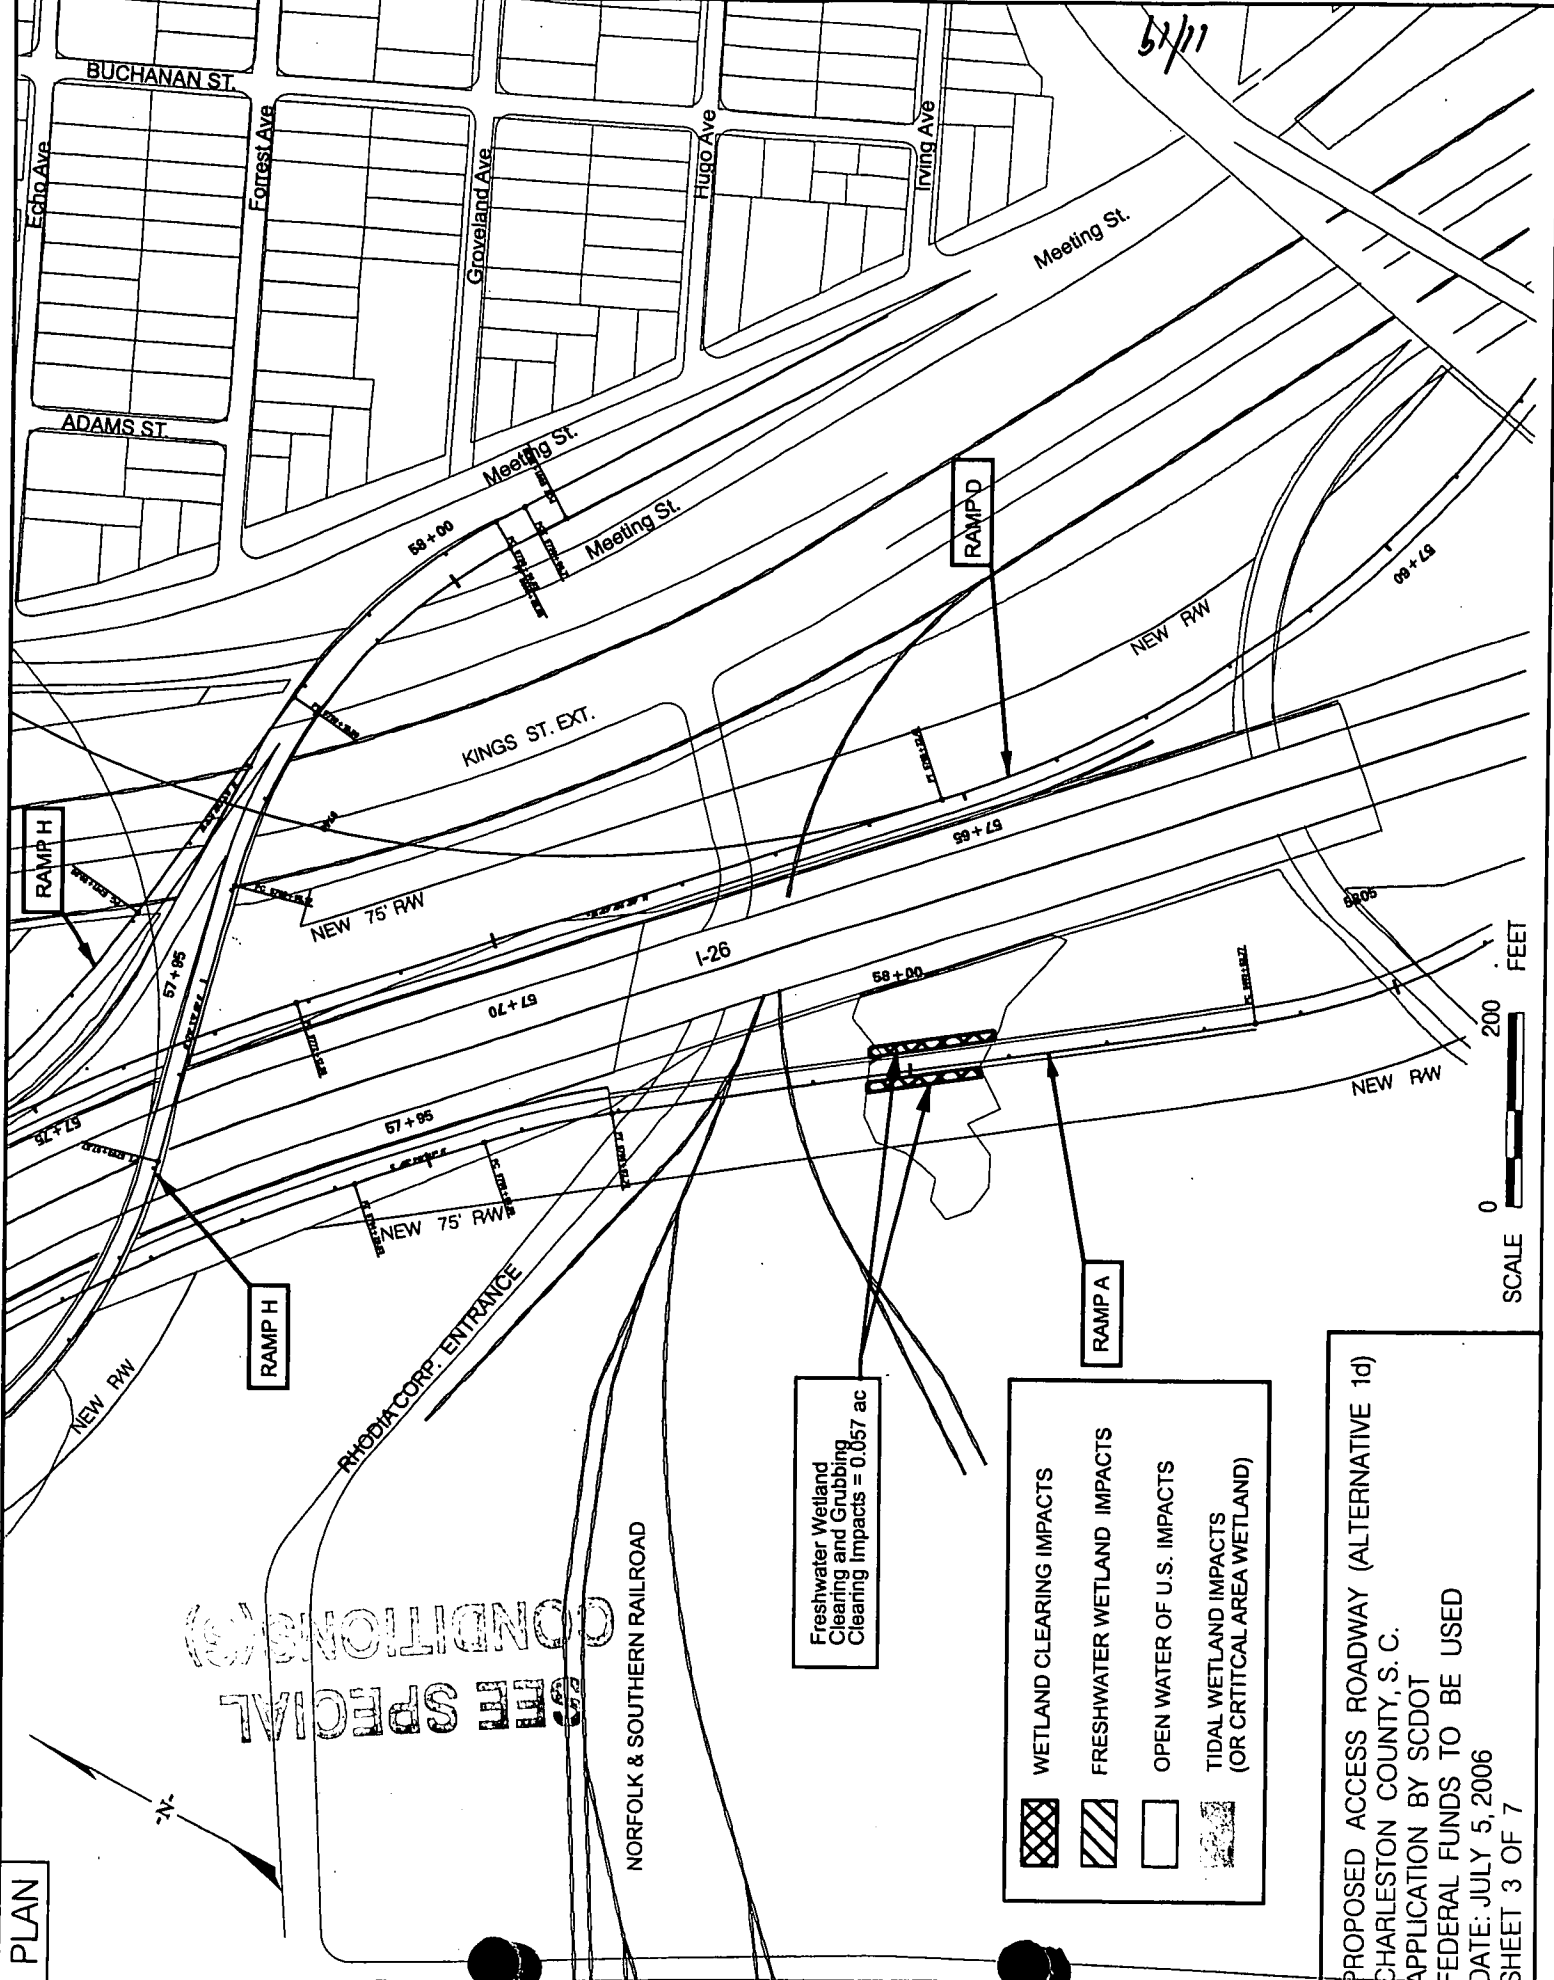 PLAN
BUCHANAN ST.
ADAMS ST.
Echo Ave
Forrest Ave
Groveland Ave
Hugo Ave
Irving Ave
Meeting St.
Meeting St.
Meeting St.
58+00
KINGS ST. EXT.
RAMP H
RAMP D
NEW R/W
57+60
57+65
NEW 75' R/W
57+95
I-26
57+70
58+00
5805
57+75
57+95
NEW 75' R/W
NEW R/W
RAMP H
NEW R/W
RHODIA CORP. ENTRANCE
NORFOLK & SOUTHERN RAILROAD
SEE SPECIAL
CONDITIONS(S)
-N-
Freshwater Wetland
Clearing and Grubbing
Clearing Impacts = 0.057 ac
RAMP A
WETLAND CLEARING IMPACTS
FRESHWATER WETLAND IMPACTS
OPEN WATER OF U.S. IMPACTS
TIDAL WETLAND IMPACTS
(OR CRTITCAL AREA WETLAND)
SCALE 0 200 FEET
PROPOSED ACCESS ROADWAY (ALTERNATIVE 1d)
CHARLESTON COUNTY, S. C.
APPLICATION BY SCDOT
FEDERAL FUNDS TO BE USED
DATE: JULY 5, 2006
SHEET 3 OF 7